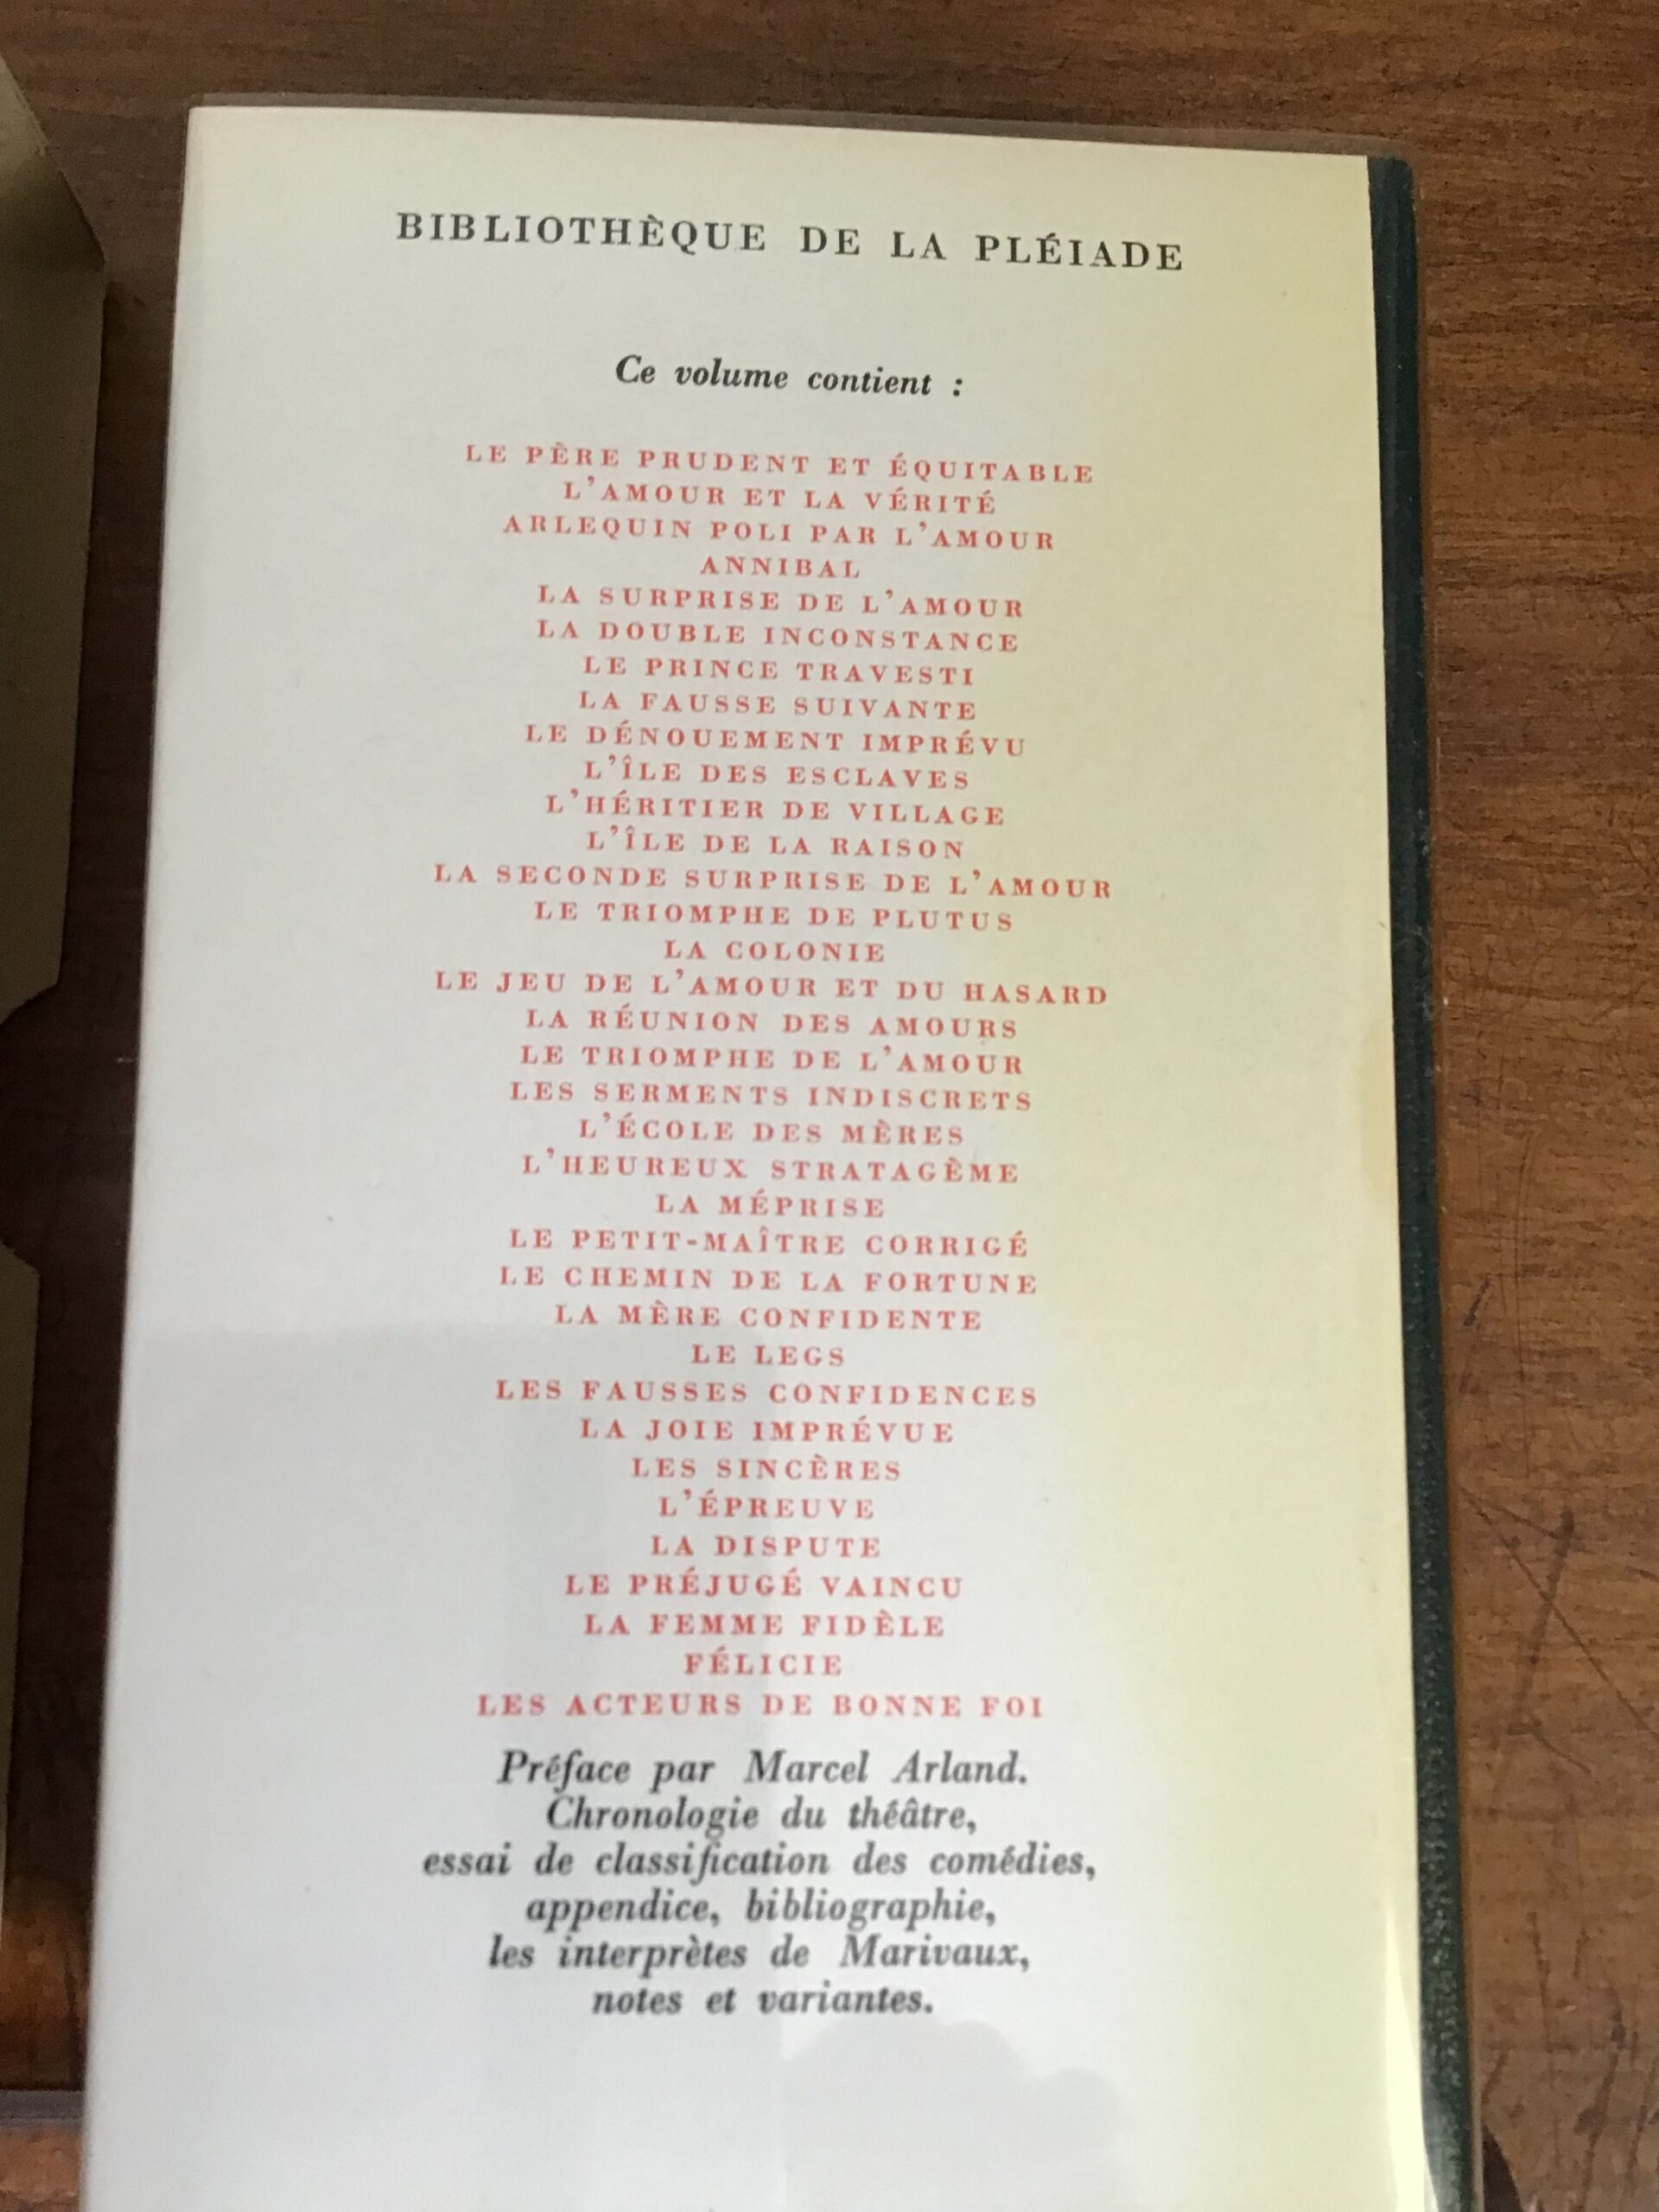 BIBLIOTHÈQUE DE LA PLÉIADE
Ce volume contient :
LE PÈRE PRUDENT ET ÉQUITABLE
L'AMOUR ET LA VÉRITÉ
ARLEQUIN POLI PAR L'AMOUR
ANNIBAL
LA SURPRISE DE L'AMOUR
LA DOUBLE INCONSTANCE
LE PRINCE TRAVESTI
LA FAUSSE SUIVANTE
LE DÉNOUEMENT IMPRÉVU
L'ÎLE DES ESCLAVES
L'HÉRITIER DE VILLAGE
L'ÎLE DE LA RAISON
LA SECONDE SURPRISE DE L'AMOUR
LE TRIOMPHE DE PLUTUS
LA COLONIE
LE JEU DE L'AMOUR ET DU HASARD
LA RÉUNION DES AMOURS
LE TRIOMPHE DE L'AMOUR
LES SERMENTS INDISCRETS
L'ÉCOLE DES MÈRES
L'HEUREUX STRATAGÈME
LA MÉPRISE
LE PETIT-MAÎTRE CORRIGÉ
LE CHEMIN DE LA FORTUNE
LA MÈRE CONFIDENTE
LE LEGS
LES FAUSSES CONFIDENCES
LA JOIE IMPRÉVUE
LES SINCÈRES
L'ÉPREUVE
LA DISPUTE
LE PRÉJUGÉ VAINCU
LA FEMME FIDÈLE
FÉLICIE
LES ACTEURS DE BONNE FOI
Préface par Marcel Arland.
Chronologie du théâtre,
essai de classification des comédies,
appendice, bibliographie,
les interprètes de Marivaux,
notes et variantes.